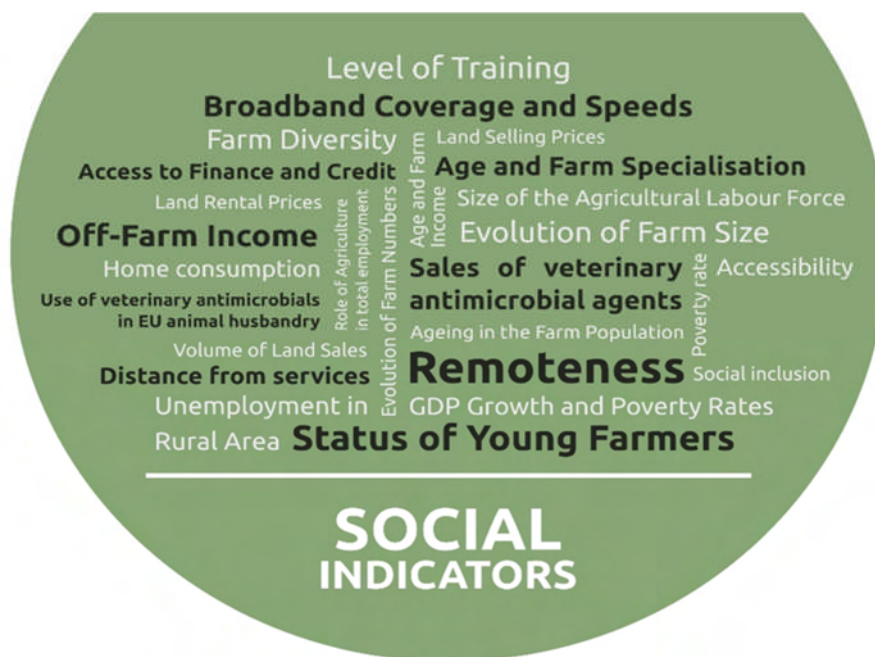 Level of Training
Broadband Coverage and Speeds
Farm Diversity
Land Selling Prices
Access to Finance and Credit
Age and Farm
Income
Age and Farm Specialisation
Land Rental Prices
Size of the Agricultural Labour Force
Off-Farm Income
Role of Agriculture
in total employment
Evolution of Farm Numbers
Evolution of Farm Size
Home consumption
Sales of veterinary
antimicrobial agents
Poverty rate
Accessibility
Use of veterinary antimicrobials
in EU animal husbandry
Ageing in the Farm Population
Volume of Land Sales
Distance from services
Remoteness
Social inclusion
Unemployment in
Rural Area
GDP Growth and Poverty Rates
Status of Young Farmers
SOCIAL
INDICATORS